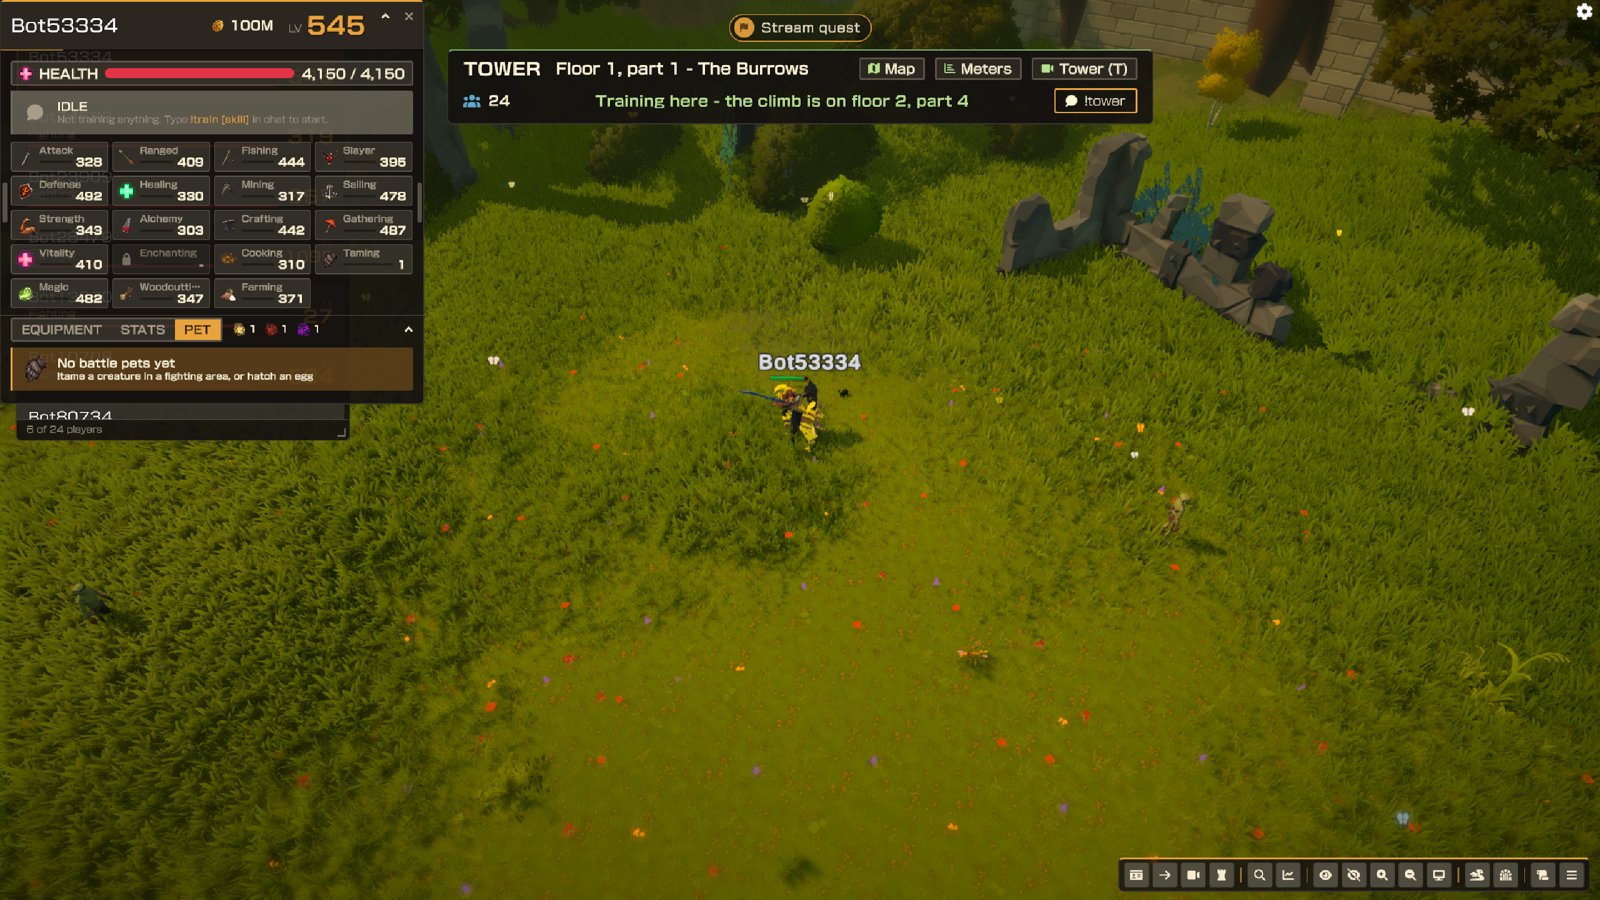 Bot53334
100M
LV 545
HEALTH 4,150 / 4,150
IDLE
Not training anything. Type !train [skill] in chat to start.
Attack 328
Ranged 409
Fishing 444
Slayer 395
Defense 492
Healing 330
Mining 317
Sailing 478
Strength 343
Alchemy 303
Crafting 442
Gathering 487
Vitality 410
Enchanting -
Cooking 310
Taming 1
Magic 482
Woodcutti··· 347
Farming 371
EQUIPMENT STATS PET 1 1 1
No battle pets yet
!tame a creature in a fighting area, or hatch an egg
Bot80734
6 of 24 players
Stream quest
TOWER Floor 1, part 1 - The Burrows
Map
Meters
Tower (T)
24
Training here - the climb is on floor 2, part 4
!tower
Bot53334